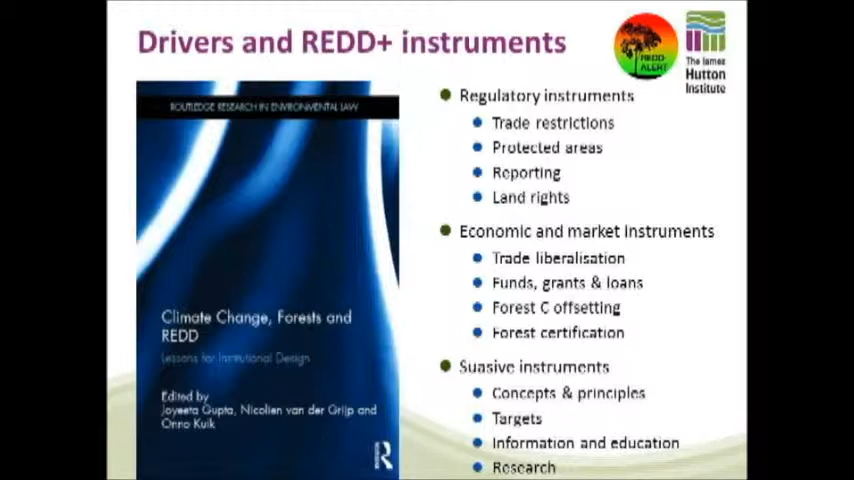 Drivers and REDD+ instruments
REDD
ALERT
The James
Hutton
Institute
ROUTLEDGE RESEARCH IN ENVIRONMENTAL LAW
Climate Change, Forests and
REDD
Lessons for Institutional Design
Edited by
Joyeeta Gupta, Nicolien van der Grijp and
Onno Kuik
Regulatory instruments
Trade restrictions
Protected areas
Reporting
Land rights
Economic and market instruments
Trade liberalisation
Funds, grants & loans
Forest C offsetting
Forest certification
Suasive instruments
Concepts & principles
Targets
Information and education
Research